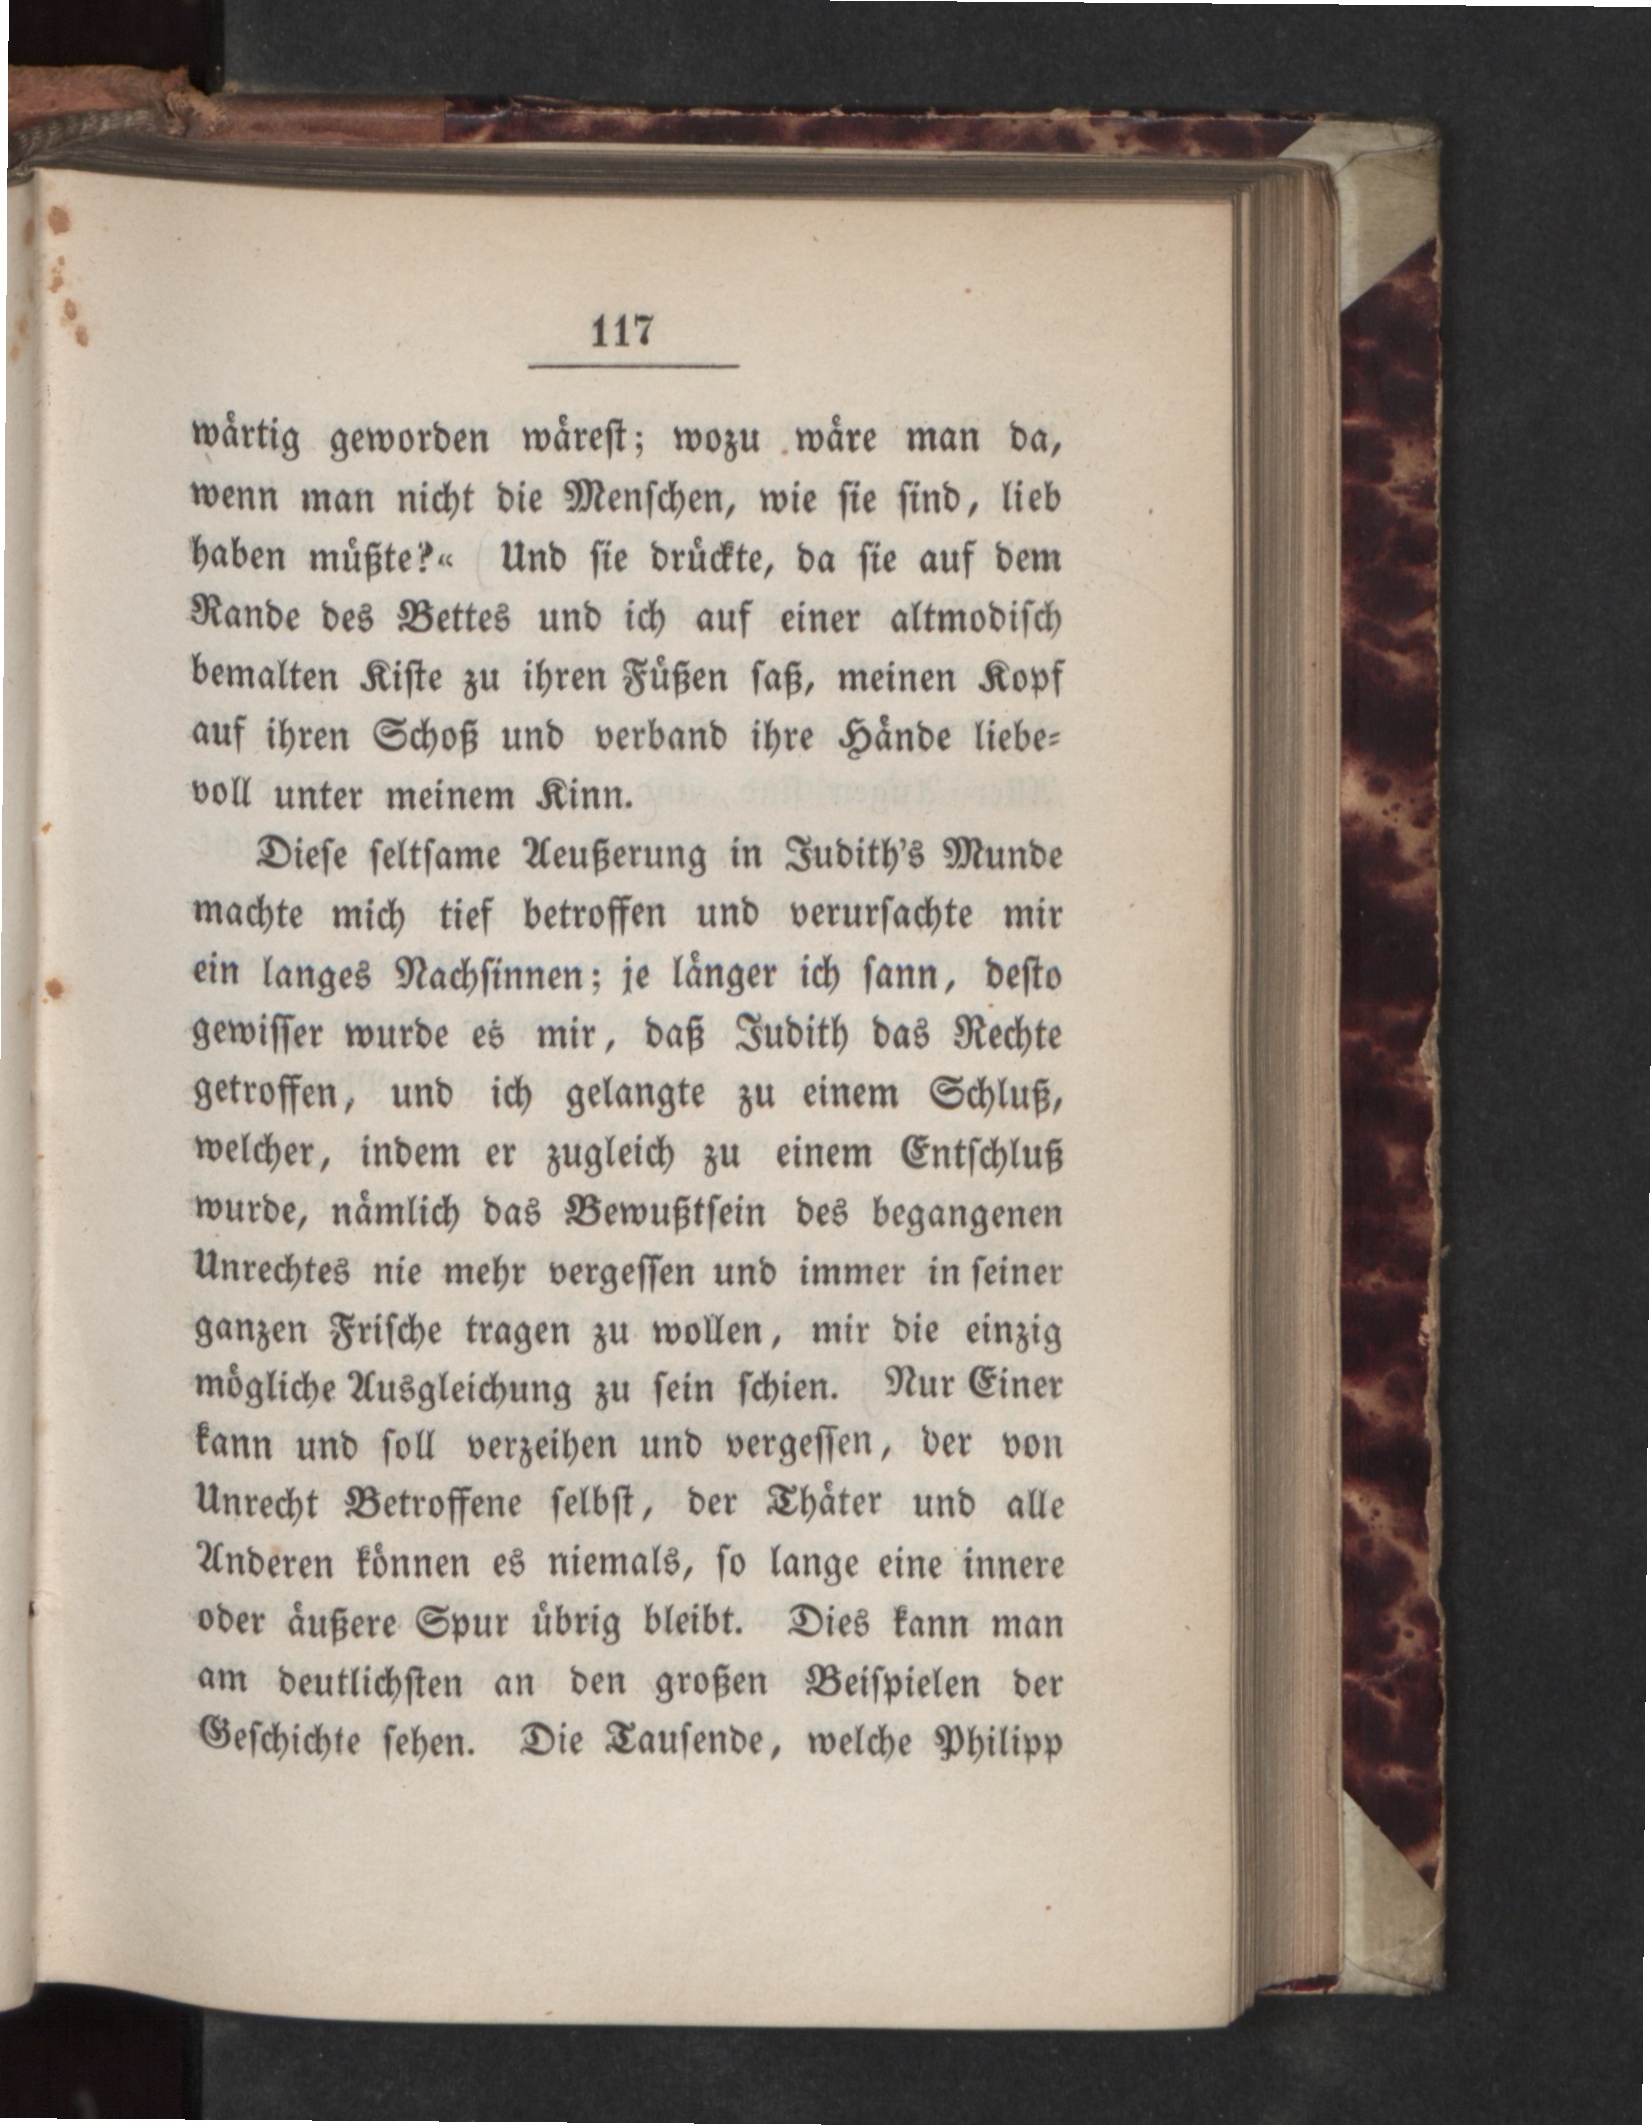 117
wärtig geworden wärest; wozu wäre man da,
wenn man nicht die Menschen, wie sie sind, lieb
haben müßte?« Und sie drückte, da sie auf dem
Rande des Bettes und ich auf einer altmodisch
bemalten Kiste zu ihren Füßen saß, meinen Kopf
auf ihren Schoß und verband ihre Hände liebe-
voll unter meinem Kinn.
Diese seltsame Aeußerung in Judith's Munde
machte mich tief betroffen und verursachte mir
ein langes Nachsinnen; je länger ich sann, desto
gewisser wurde es mir, daß Judith das Rechte
getroffen, und ich gelangte zu einem Schluß,
welcher, indem er zugleich zu einem Entschluß
wurde, nämlich das Bewußtsein des begangenen
Unrechtes nie mehr vergessen und immer in seiner
ganzen Frische tragen zu wollen, mir die einzig
mögliche Ausgleichung zu sein schien. Nur Einer
kann und soll verzeihen und vergessen, der von
Unrecht Betroffene selbst, der Thäter und alle
Anderen können es niemals, so lange eine innere
oder äußere Spur übrig bleibt. Dies kann man
am deutlichsten an den großen Beispielen der
Geschichte sehen. Die Tausende, welche Philipp